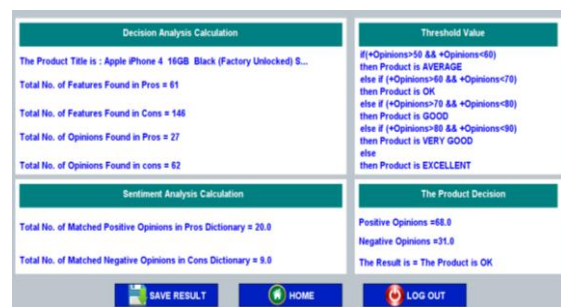 Decision Analysis Calculation
The Product Title is : Apple iPhone 4 16GB Black (Factory Unlocked) S...
Total No. of Features Found in Pros = 61
Total No. of Features Found in Cons = 146
Total No. of Opinions Found in Pros = 27
Total No. of Opinions Found in cons = 62
Threshold Value
if(+Opinions>50 && +Opinions<60)
then Product is AVERAGE
else if (+Opinions>60 && +Opinions<70)
then Product is OK
else if (+Opinions>70 && +Opinions<80)
then Product is GOOD
else if (+Opinions>80 && +Opinions<90)
then Product is VERY GOOD
else
then Product is EXCELLENT
Sentiment Analysis Calculation
Total No. of Matched Positive Opinions in Pros Dictionary = 20.0
Total No. of Matched Negative Opinions in Cons Dictionary = 9.0
The Product Decision
Positive Opinions =68.0
Negative Opinions =31.0
The Result is = The Product is OK
SAVE RESULT
HOME
LOG OUT